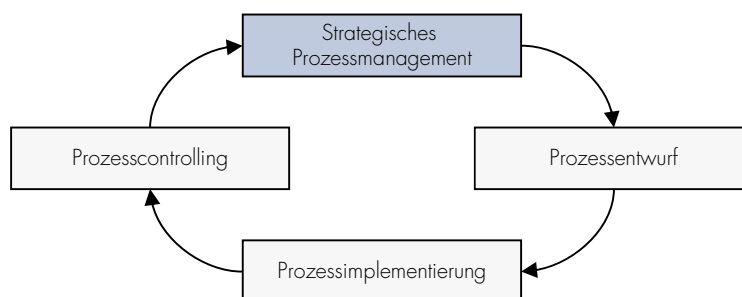 Strategisches
Prozessmanagement
Prozesscontrolling
Prozessentwurf
Prozessimplementierung